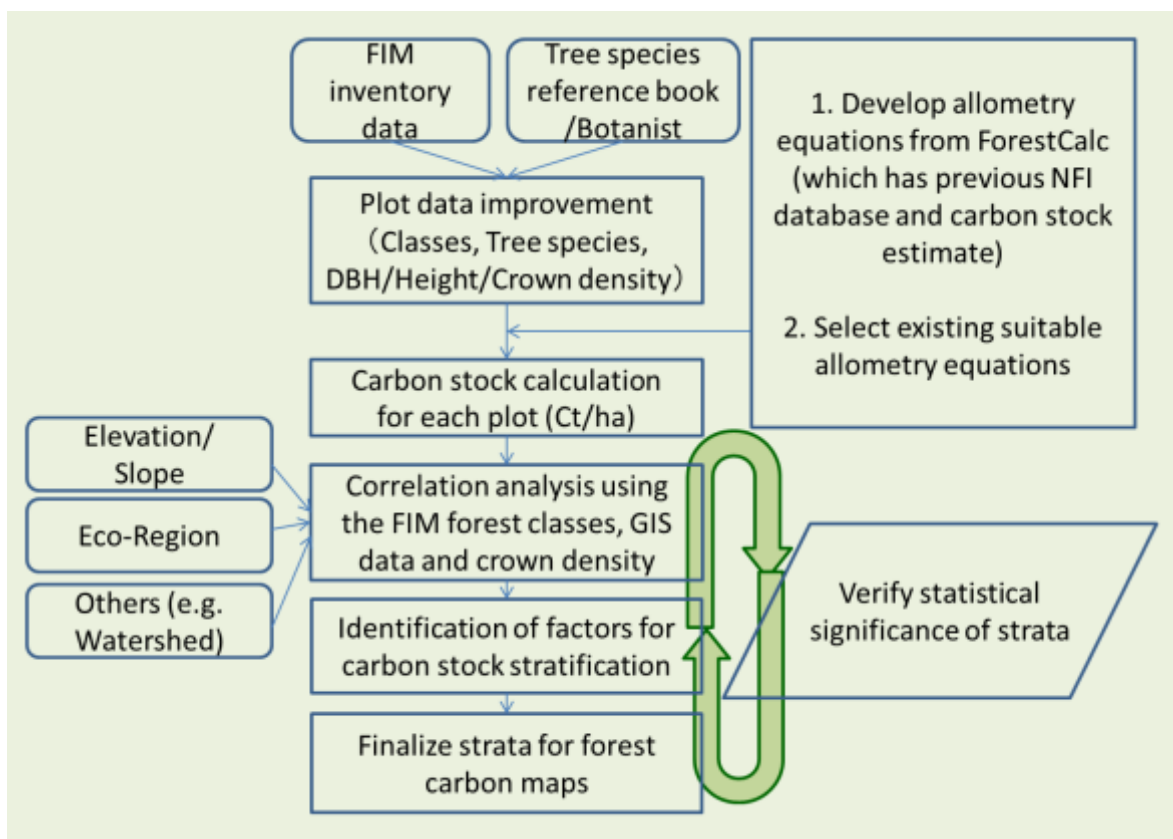 FIM
inventory
data
Tree species
reference book
/Botanist
1. Develop allometry
equations from ForestCalc
(which has previous NFI
database and carbon stock
estimate)
2. Select existing suitable
allometry equations
Plot data improvement
（Classes, Tree species,
DBH/Height/Crown density）
Carbon stock calculation
for each plot (Ct/ha)
Elevation/
Slope
Eco-Region
Others (e.g.
Watershed)
Correlation analysis using
the FIM forest classes, GIS
data and crown density
Identification of factors for
carbon stock stratification
Verify statistical
significance of strata
Finalize strata for forest
carbon maps